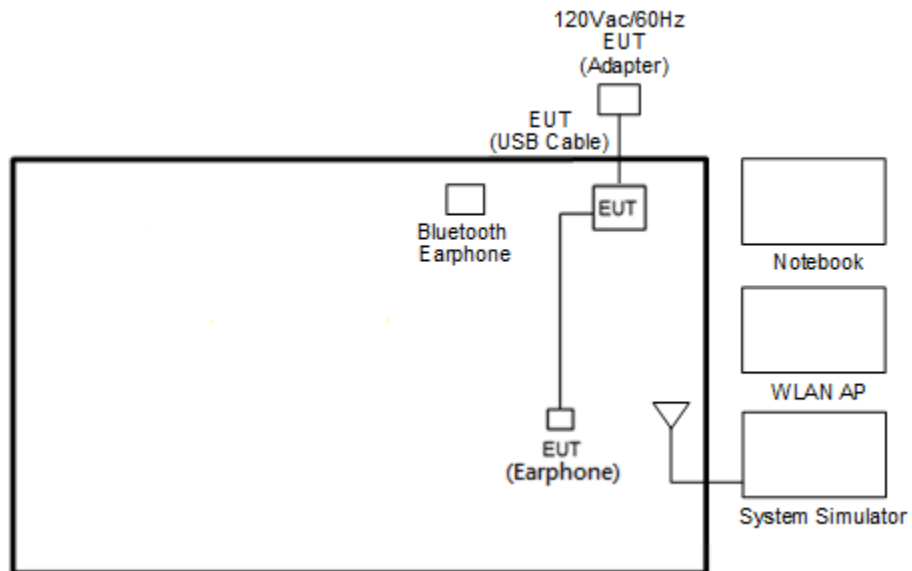 120Vac/60Hz
EUT
(Adapter)
EUT
(USB Cable)
EUT
Bluetooth
Earphone
Notebook
WLAN AP
EUT
(Earphone)
System Simulator